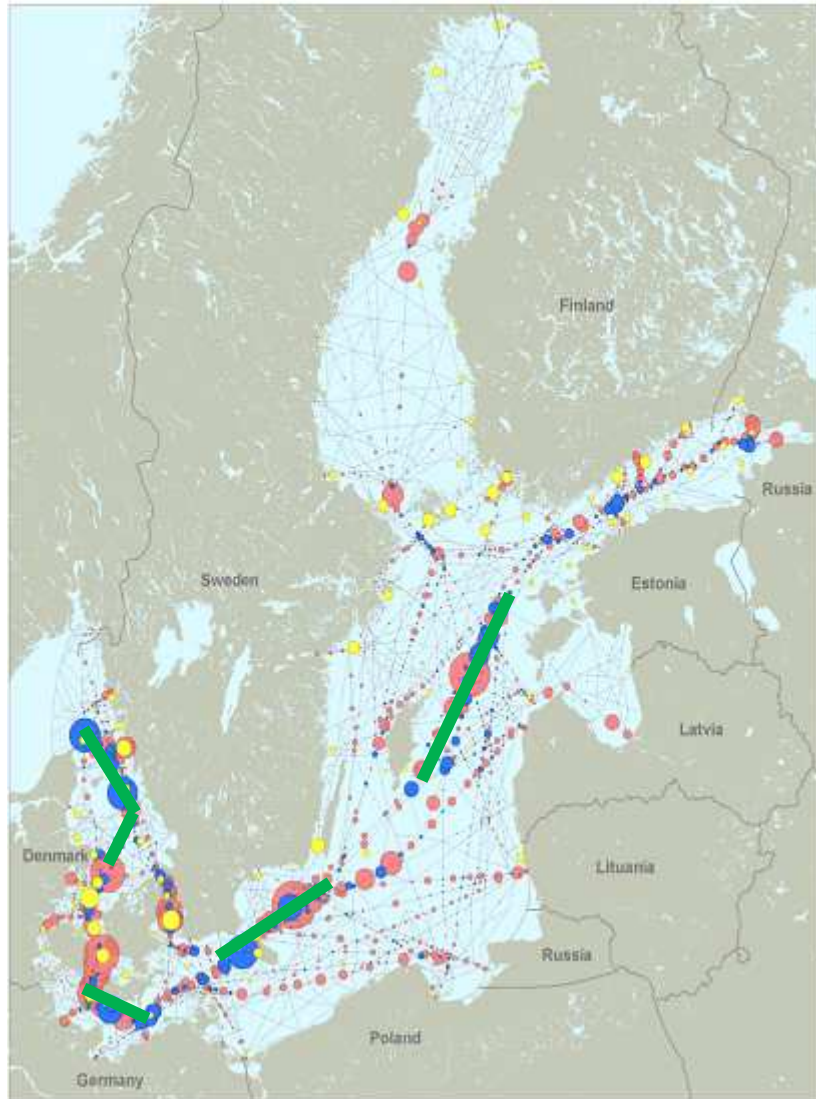 Finland
Russia
Sweden
Estonia
Latvia
Denmark
Lituania
Russia
Poland
Germany